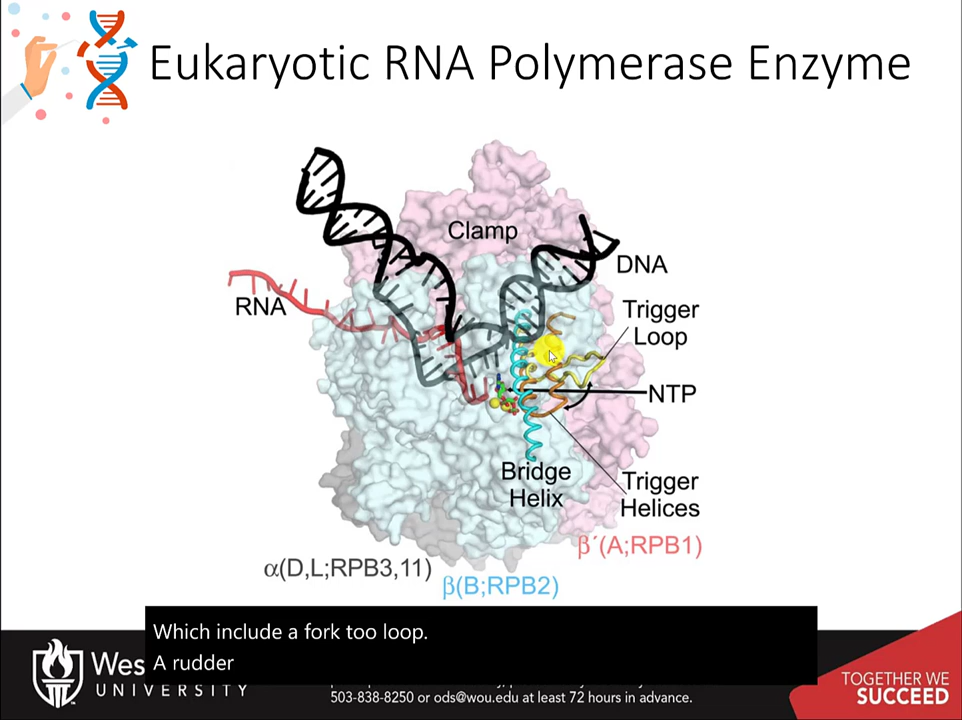 Eukaryotic RNA Polymerase Enzyme
Clamp
DNA
RNA
Trigger
Loop
NTP
Bridge
Helix
Trigger
Helices
β´(A;RPB1)
α(D,L;RPB3,11)
β(B;RPB2)
Which include a fork too loop.
A rudder
Wes
UNIVERSITY
503-838-8250 or ods@wou.edu at least 72 hours in advance.
TOGETHER WE
SUCCEED